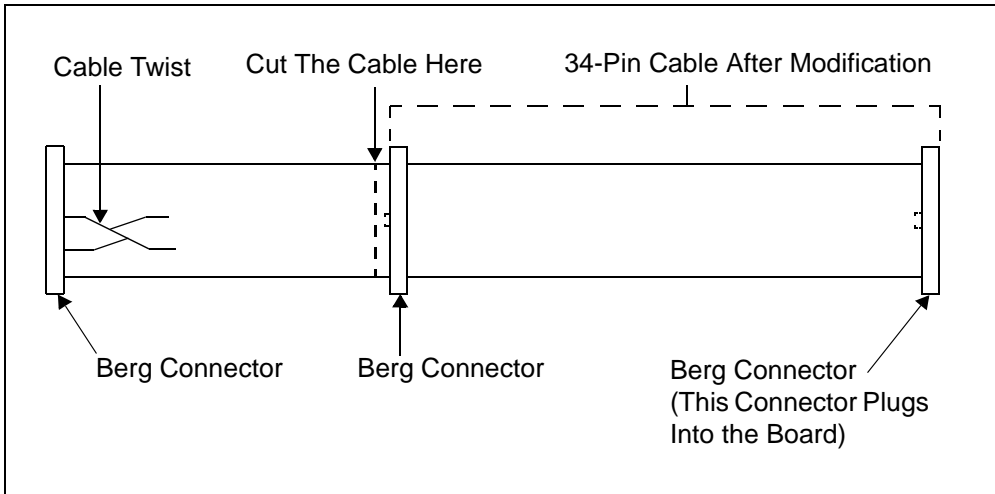 Cable Twist
Cut The Cable Here
34-Pin Cable After Modification
Berg Connector
Berg Connector
Berg Connector
(This Connector Plugs
Into the Board)